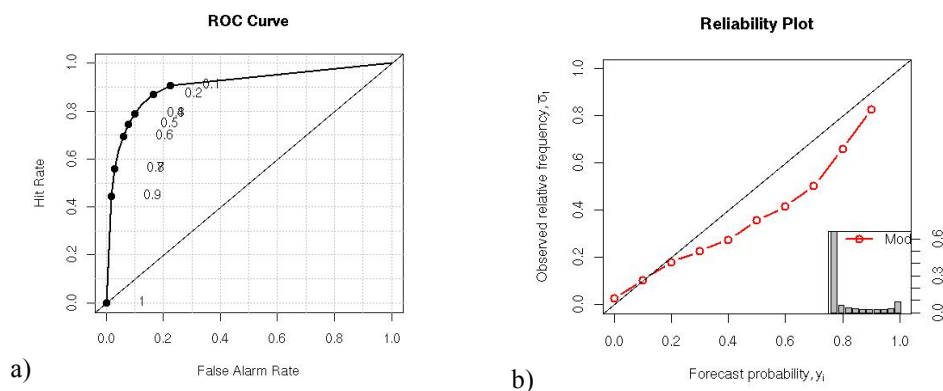 ROC Curve
1.0
0.8
0.6
0.4
0.2
0.0
Hit Rate
0.1
0.2
0.5
0.6
0.9
1
0.0 0.2 0.4 0.6 0.8 1.0
False Alarm Rate
a)
Reliability Plot
1.0
0.8
0.6
0.4
0.2
0.0
Observed relative frequency, o̅ᵢ
Mod
0.6
0.3
0.0
0.0 0.2 0.4 0.6 0.8 1.0
Forecast probability, yᵢ
b)